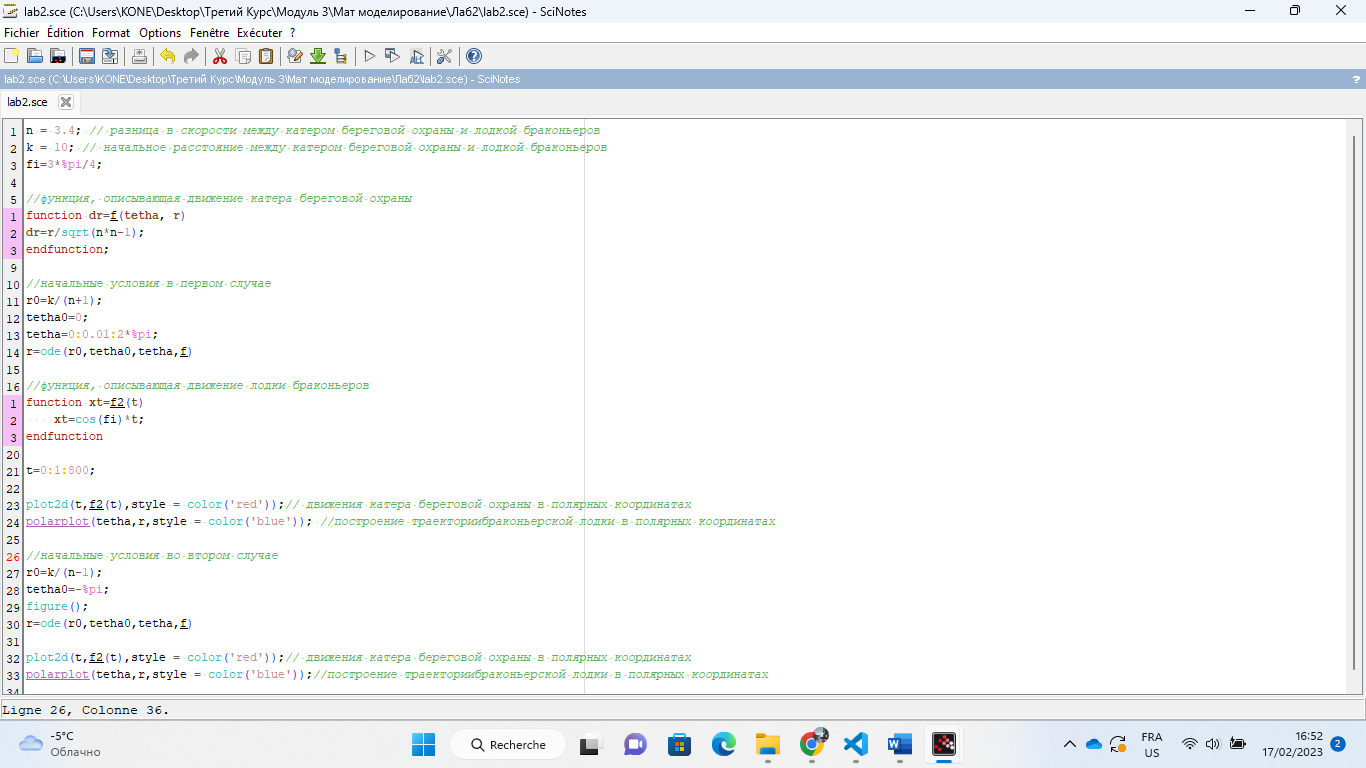 lab2.sce (C:\Users\KONE\Desktop\Третий Курс\Модуль 3\Мат моделирование\Лаб2\lab2.sce) - SciNotes
Fichier Édition Format Options Fenêtre Exécuter ?
lab2.sce (C:\Users\KONE\Desktop\Третий Курс\Модуль 3\Мат моделирование\Лаб2\lab2.sce) - SciNotes ?
lab2.sce
1 n = 3.4; // разница в скорости между катером береговой охраны и лодкой браконьеров
2 k = 10; // начальное расстояние между катером береговой охраны и лодкой браконьеров
3 fi=3*%pi/4;
4
5 //функция, описывающая движение катера береговой охраны
1 function dr=f(tetha, r)
2 dr=r/sqrt(n*n-1);
3 endfunction;
9
10 //начальные условия в первом случае
11 r0=k/(n+1);
12 tetha0=0;
13 tetha=0:0.01:2*%pi;
14 r=ode(r0,tetha0,tetha,f)
15
16 //функция, описывающая движение лодки браконьеров
1 function xt=f2(t)
2     xt=cos(fi)*t;
3 endfunction
20
21 t=0:1:800;
22
23 plot2d(t,f2(t),style = color('red'));// движения катера береговой охраны в полярных координатах
24 polarplot(tetha,r,style = color('blue')); //построение траекториибраконьерской лодки в полярных координатах
25
26 //начальные условия во втором случае
27 r0=k/(n-1);
28 tetha0=-%pi;
29 figure();
30 r=ode(r0,tetha0,tetha,f)
31
32 plot2d(t,f2(t),style = color('red'));// движения катера береговой охраны в полярных координатах
33 polarplot(tetha,r,style = color('blue'));//построение траекториибраконьерской лодки в полярных координатах
34
Ligne 26, Colonne 36.
-5°C
Облачно
Recherche
FRA
US
16:52
17/02/2023
2